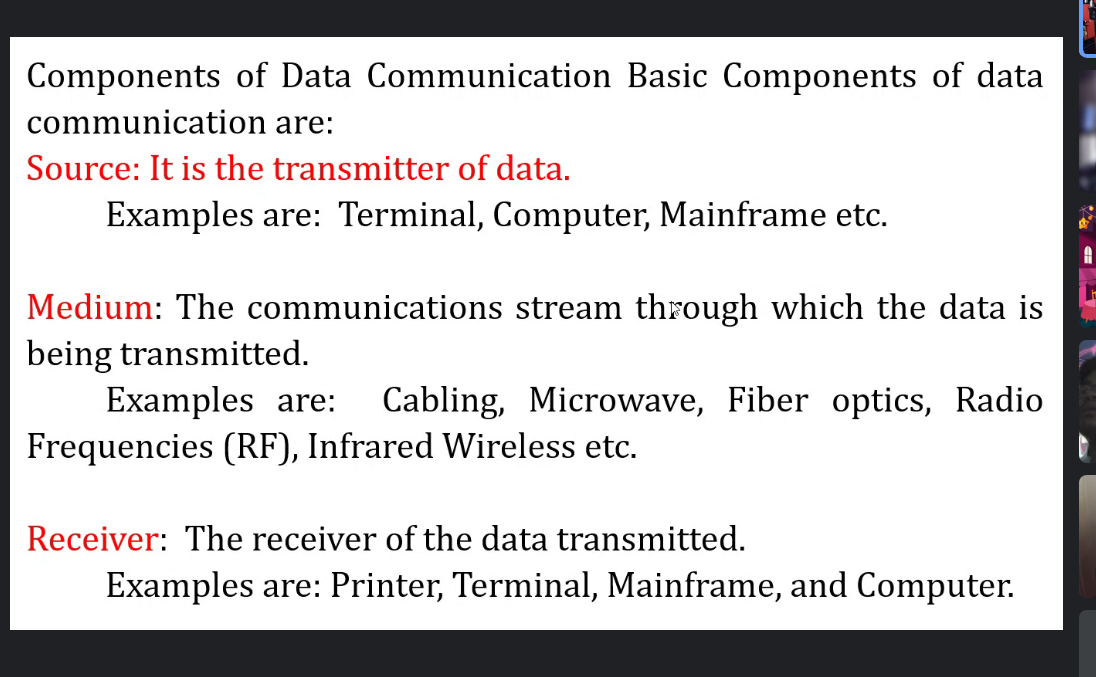 Components of Data Communication Basic Components of data
communication are:
Source: It is the transmitter of data.
Examples are: Terminal, Computer, Mainframe etc.
Medium: The communications stream through which the data is
being transmitted.
Examples are: Cabling, Microwave, Fiber optics, Radio
Frequencies (RF), Infrared Wireless etc.
Receiver: The receiver of the data transmitted.
Examples are: Printer, Terminal, Mainframe, and Computer.